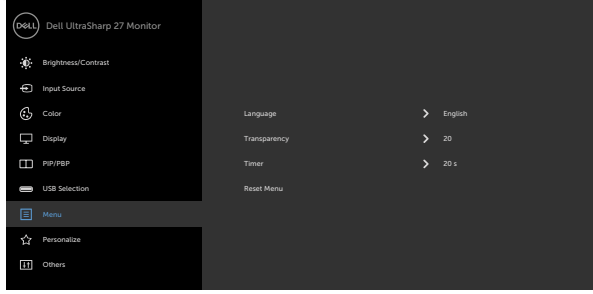 DELL Dell UltraSharp 27 Monitor
Brightness/Contrast
Input Source
Color
Display
PIP/PBP
USB Selection
Menu
Personalize
Others
Language English
Transparency 20
Timer 20 s
Reset Menu